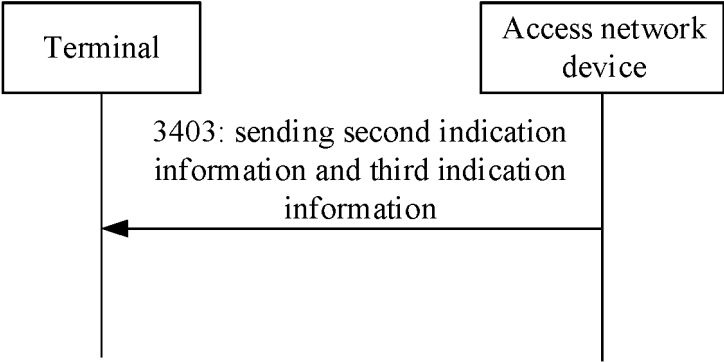 Terminal
Access network
device
3403: sending second indication
information and third indication
information